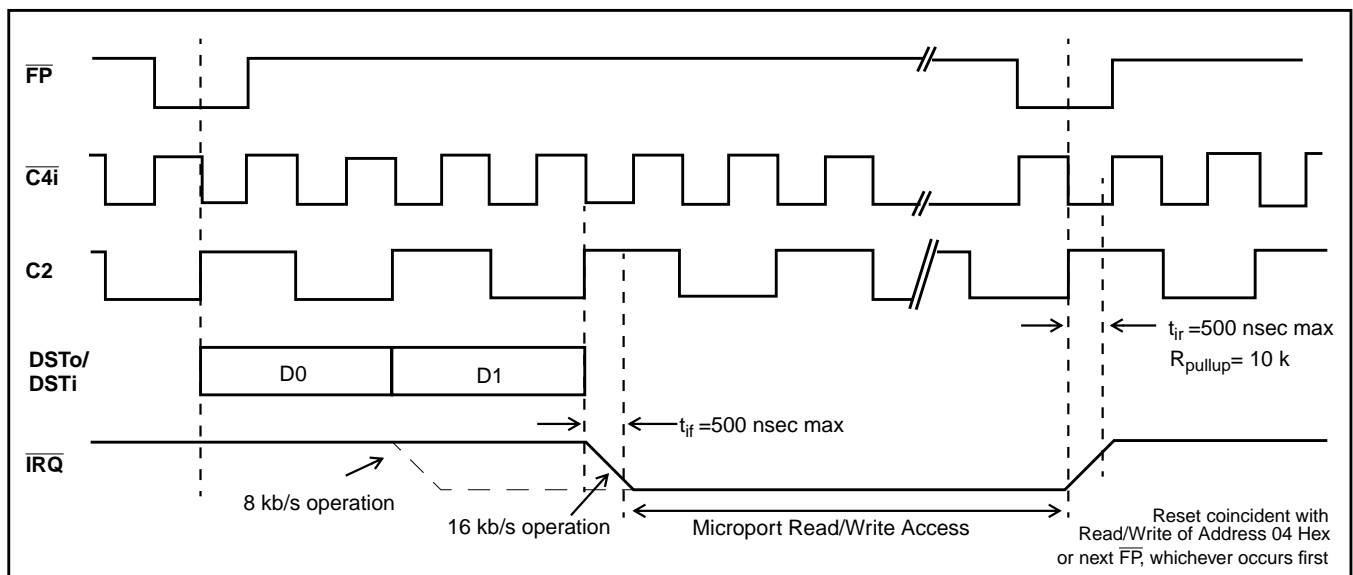 FP
C4i
C2
t_ir =500 nsec max
R_pullup= 10 k
DSTo/
DSTi
D0
D1
t_if =500 nsec max
IRQ
8 kb/s operation
16 kb/s operation
Microport Read/Write Access
Reset coincident with
Read/Write of Address 04 Hex
or next FP, whichever occurs first